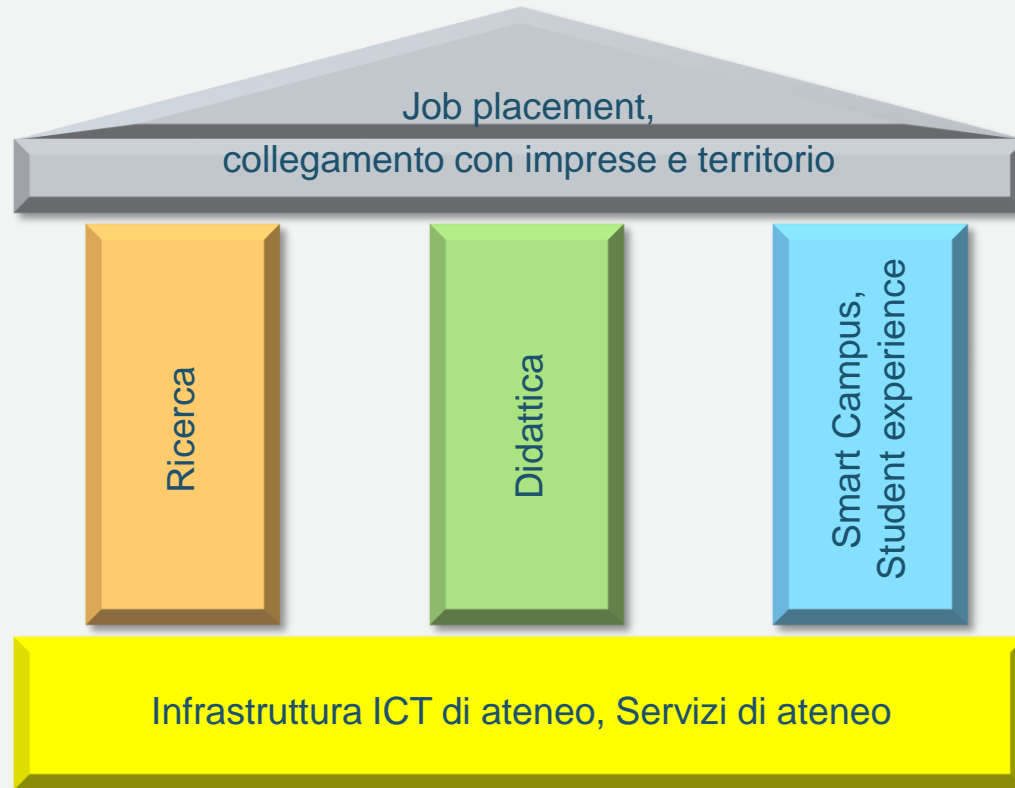 Job placement,
collegamento con imprese e territorio
Ricerca
Didattica
Smart Campus,
Student experience
Infrastruttura ICT di ateneo, Servizi di ateneo